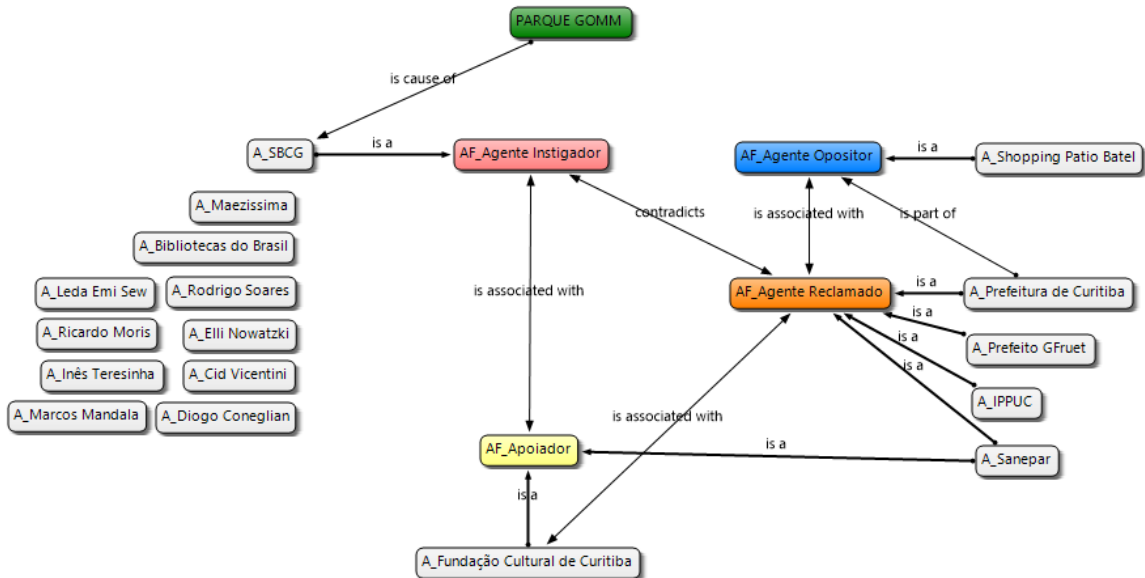 PARQUE GOMM
is cause of
A_SBCG
is a
AF_Agente Instigador
AF_Agente Opositor
is a
A_Shopping Patio Batel
A_Maezissima
contradicts
is associated with
is part of
A_Bibliotecas do Brasil
A_Leda Emi Sew
A_Rodrigo Soares
is associated with
AF_Agente Reclamado
is a
A_Prefeitura de Curitiba
A_Ricardo Moris
A_Elli Nowatzki
is a
is a
A_Prefeito GFruet
A_Inês Teresinha
A_Cid Vicentini
is a
A_IPPUC
A_Marcos Mandala
A_Diogo Coneglian
is associated with
AF_Apoiador
is a
A_Sanepar
is a
A_Fundação Cultural de Curitiba